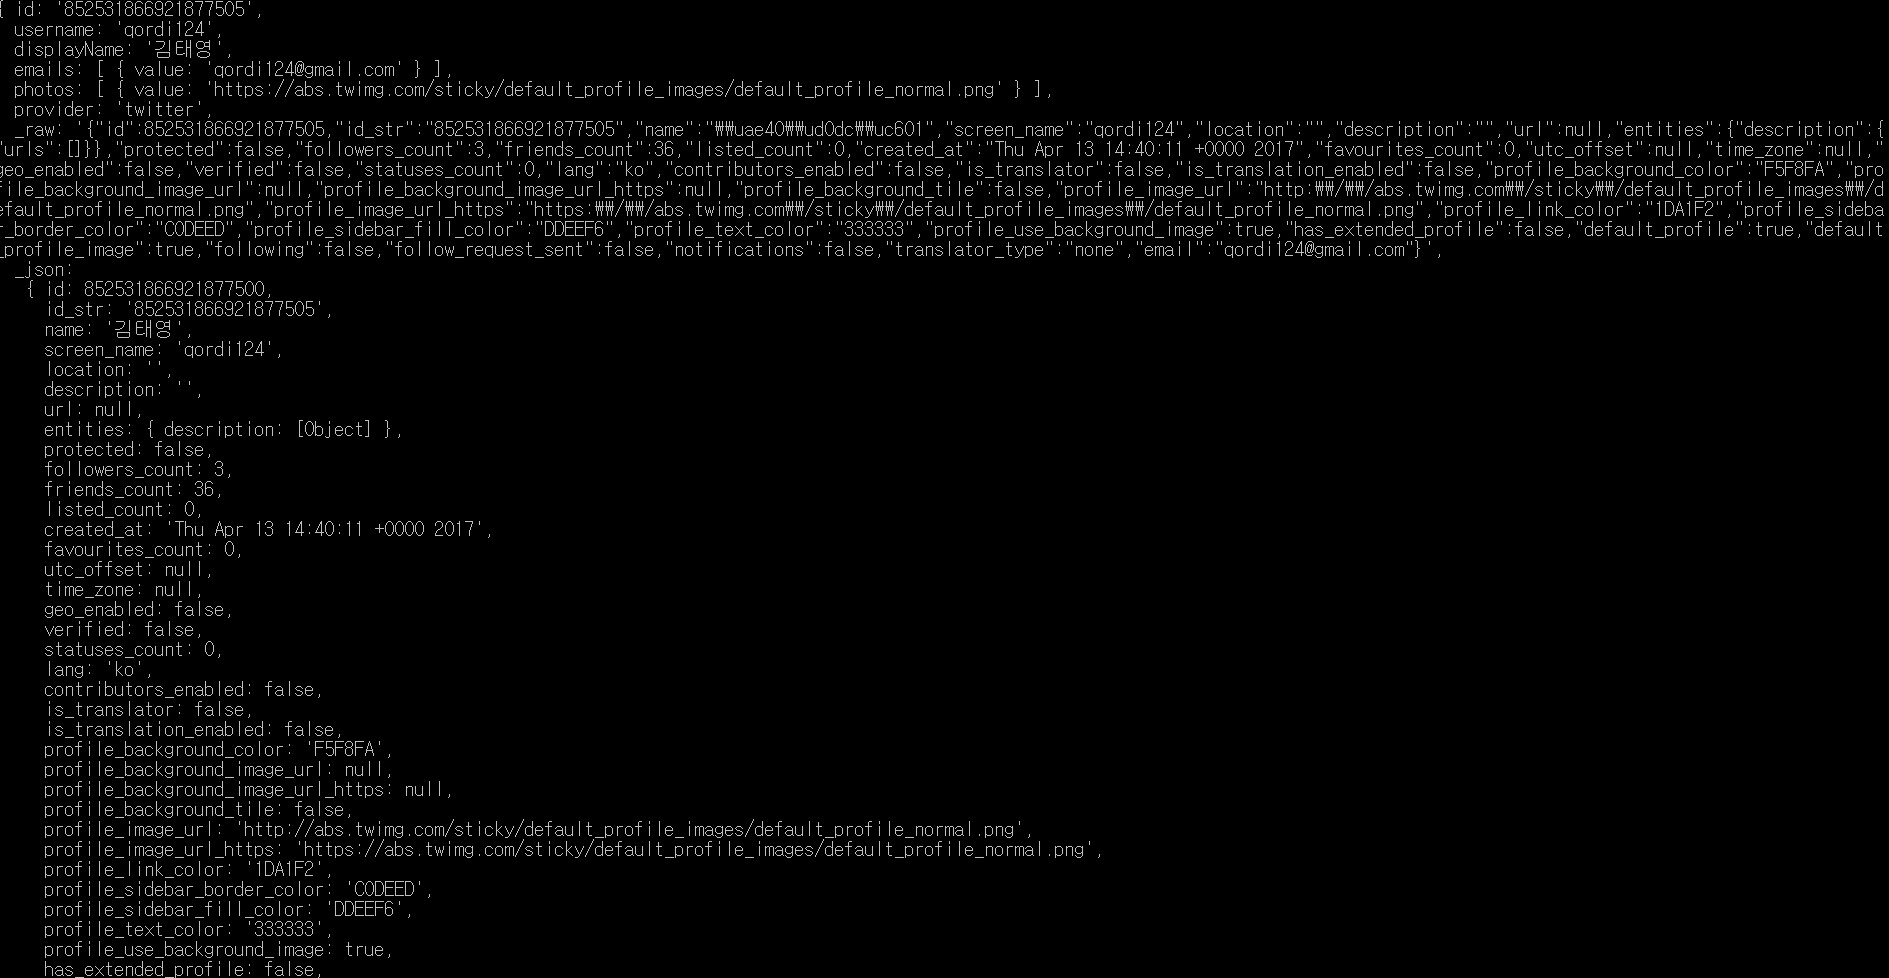 { id: '852531866921877505',
username: 'qordi124',
displayName: '김태영',
emails: [ { value: 'qordi124@gmail.com' } ],
photos: [ { value: 'https://abs.twimg.com/sticky/default_profile_images/default_profile_normal.png' } ],
provider: 'twitter',
_raw: '{"id":852531866921877505,"id_str":"852531866921877505","name":"₩₩uae40₩₩ud0dc₩₩uc601","screen_name":"qordi124","location":"","description":"","url":null,"entities":{"description":{
"urls":[]}},"protected":false,"followers_count":3,"friends_count":36,"listed_count":0,"created_at":"Thu Apr 13 14:40:11 +0000 2017","favourites_count":0,"utc_offset":null,"time_zone":null,"
geo_enabled":false,"verified":false,"statuses_count":0,"lang":"ko","contributors_enabled":false,"is_translator":false,"is_translation_enabled":false,"profile_background_color":"F5F8FA","pro
file_background_image_url":null,"profile_background_image_url_https":null,"profile_background_tile":false,"profile_image_url":"http:₩₩/₩₩/abs.twimg.com₩₩/sticky₩₩/default_profile_images₩₩/d
efault_profile_normal.png","profile_image_url_https":"https:₩₩/₩₩/abs.twimg.com₩₩/sticky₩₩/default_profile_images₩₩/default_profile_normal.png","profile_link_color":"1DA1F2","profile_sideba
r_border_color":"C0DEED","profile_sidebar_fill_color":"DDEEF6","profile_text_color":"333333","profile_use_background_image":true,"has_extended_profile":false,"default_profile":true,"default
_profile_image":true,"following":false,"follow_request_sent":false,"notifications":false,"translator_type":"none","email":"qordi124@gmail.com"}',
_json:
{ id: 852531866921877500,
id_str: '852531866921877505',
name: '김태영',
screen_name: 'qordi124',
location: '',
description: '',
url: null,
entities: { description: [Object] },
protected: false,
followers_count: 3,
friends_count: 36,
listed_count: 0,
created_at: 'Thu Apr 13 14:40:11 +0000 2017',
favourites_count: 0,
utc_offset: null,
time_zone: null,
geo_enabled: false,
verified: false,
statuses_count: 0,
lang: 'ko',
contributors_enabled: false,
is_translator: false,
is_translation_enabled: false,
profile_background_color: 'F5F8FA',
profile_background_image_url: null,
profile_background_image_url_https: null,
profile_background_tile: false,
profile_image_url: 'http://abs.twimg.com/sticky/default_profile_images/default_profile_normal.png',
profile_image_url_https: 'https://abs.twimg.com/sticky/default_profile_images/default_profile_normal.png',
profile_link_color: '1DA1F2',
profile_sidebar_border_color: 'C0DEED',
profile_sidebar_fill_color: 'DDEEF6',
profile_text_color: '333333',
profile_use_background_image: true,
has_extended_profile: false,